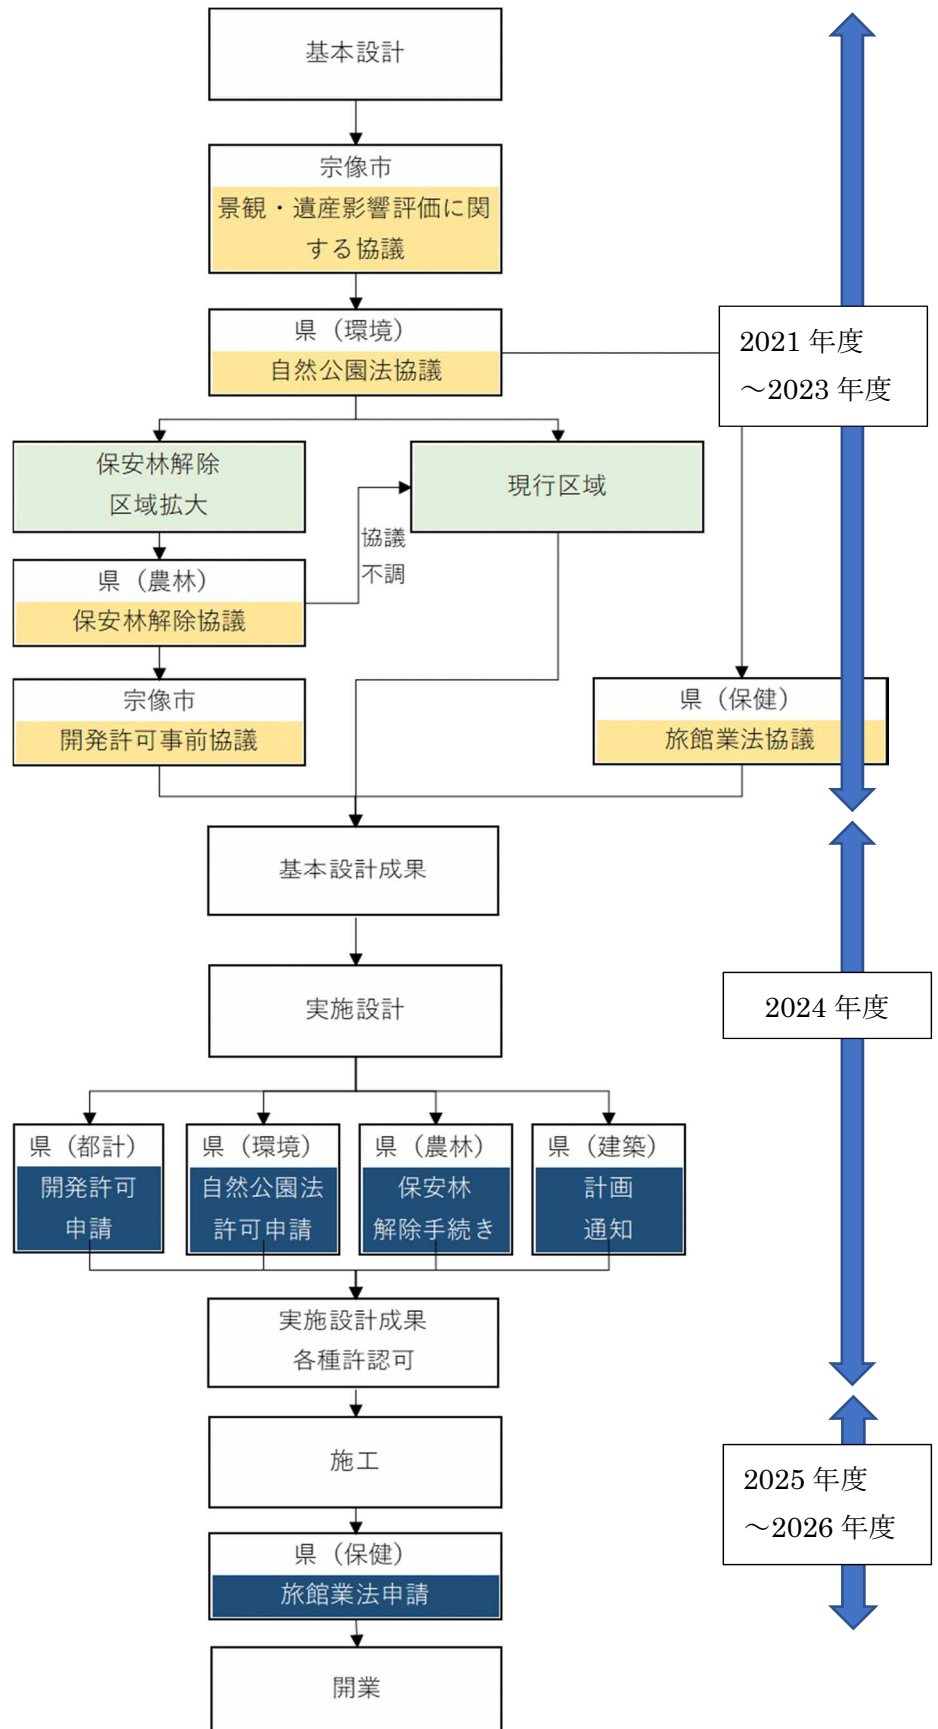 基本設計
宗像市
景観・遺産影響評価に関
する協議
県（環境）
自然公園法協議
2021 年度
～2023 年度
保安林解除
区域拡大
現行区域
協議
不調
県（農林）
保安林解除協議
宗像市
開発許可事前協議
県（保健）
旅館業法協議
基本設計成果
実施設計
2024 年度
県（都計）
開発許可
申請
県（環境）
自然公園法
許可申請
県（農林）
保安林
解除手続き
県（建築）
計画
通知
実施設計成果
各種許認可
施工
2025 年度
～2026 年度
県（保健）
旅館業法申請
開業